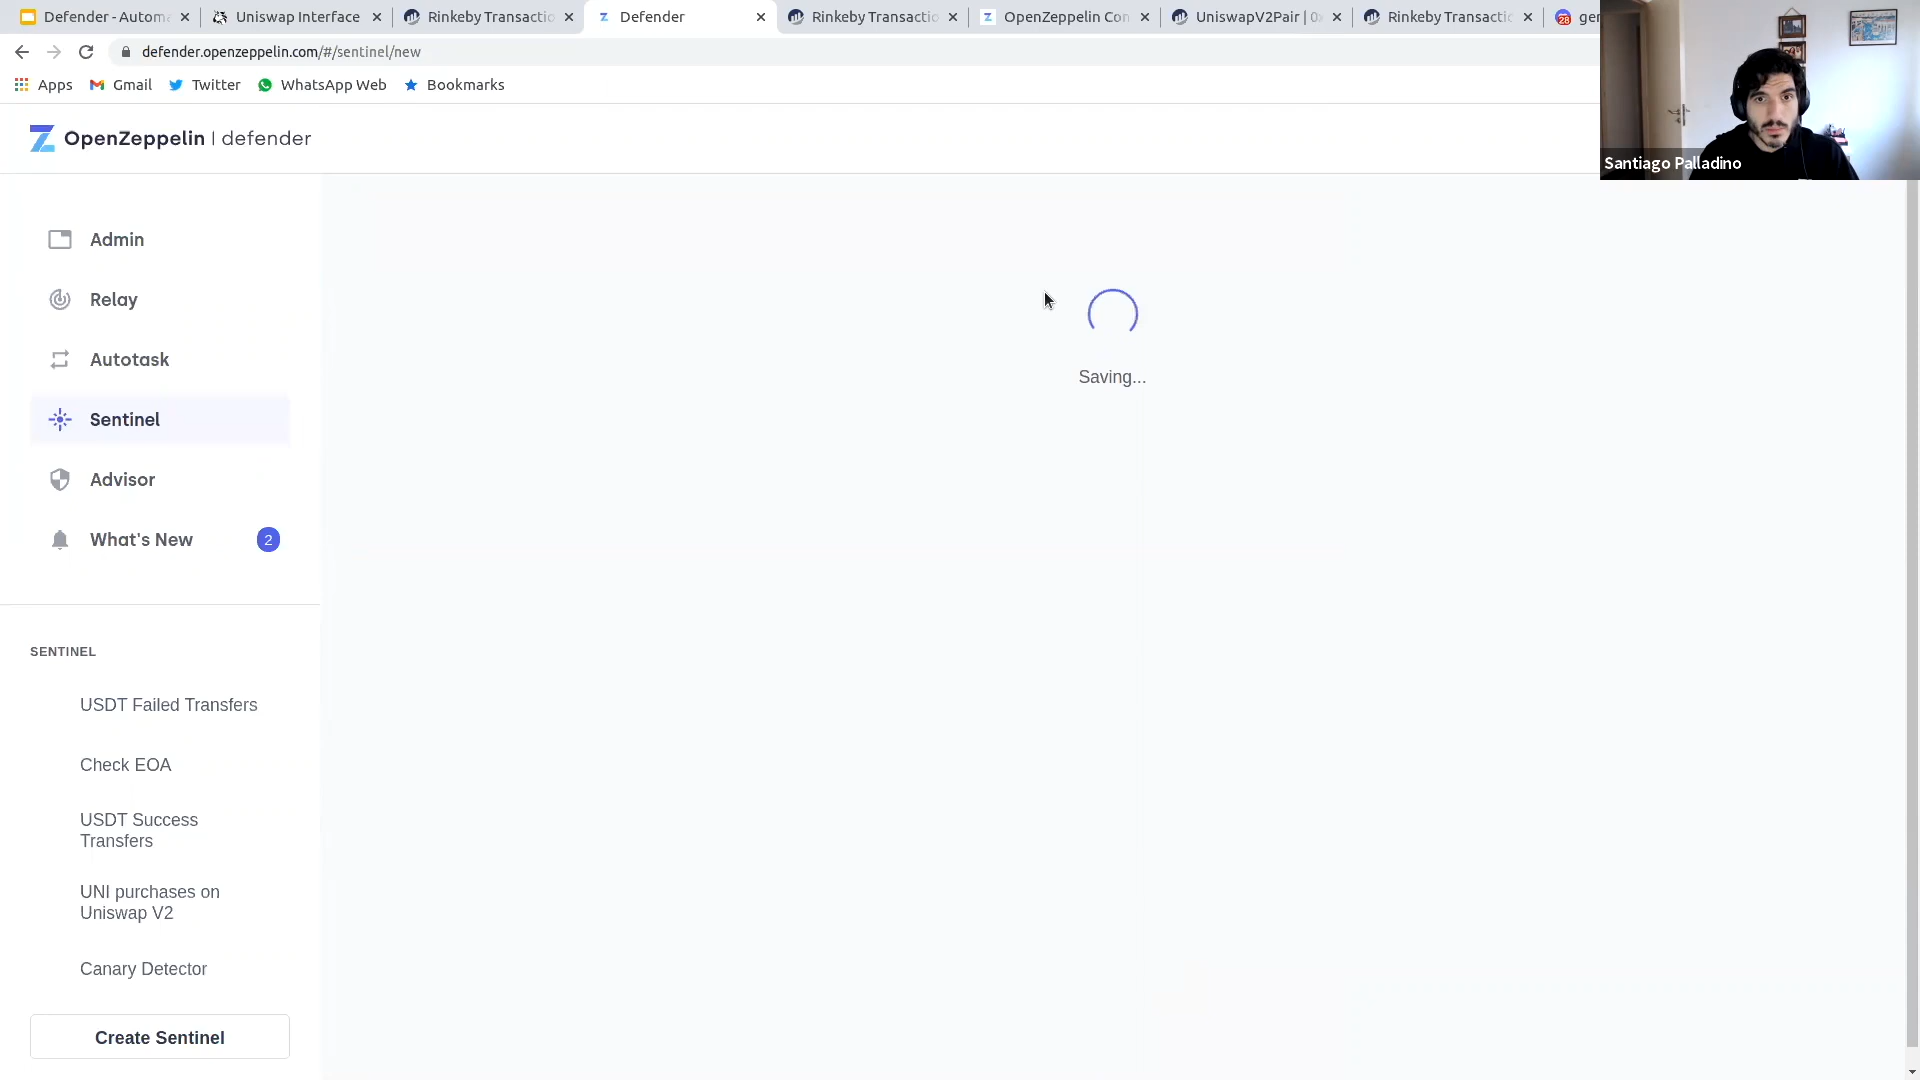 Defender - Autom
Uniswap Interface
Rinkeby Transactio
Defender
Rinkeby Transactio
OpenZeppelin Con
UniswapV2Pair | 0
Rinkeby Transactio
28
ge
defender.openzeppelin.com/#/sentinel/new
Apps
Gmail
Twitter
WhatsApp Web
Bookmarks
OpenZeppelin | defender
Santiago Palladino
Admin
Relay
Autotask
Sentinel
Advisor
What's New
2
Saving...
SENTINEL
USDT Failed Transfers
Check EOA
USDT Success
Transfers
UNI purchases on
Uniswap V2
Canary Detector
Create Sentinel